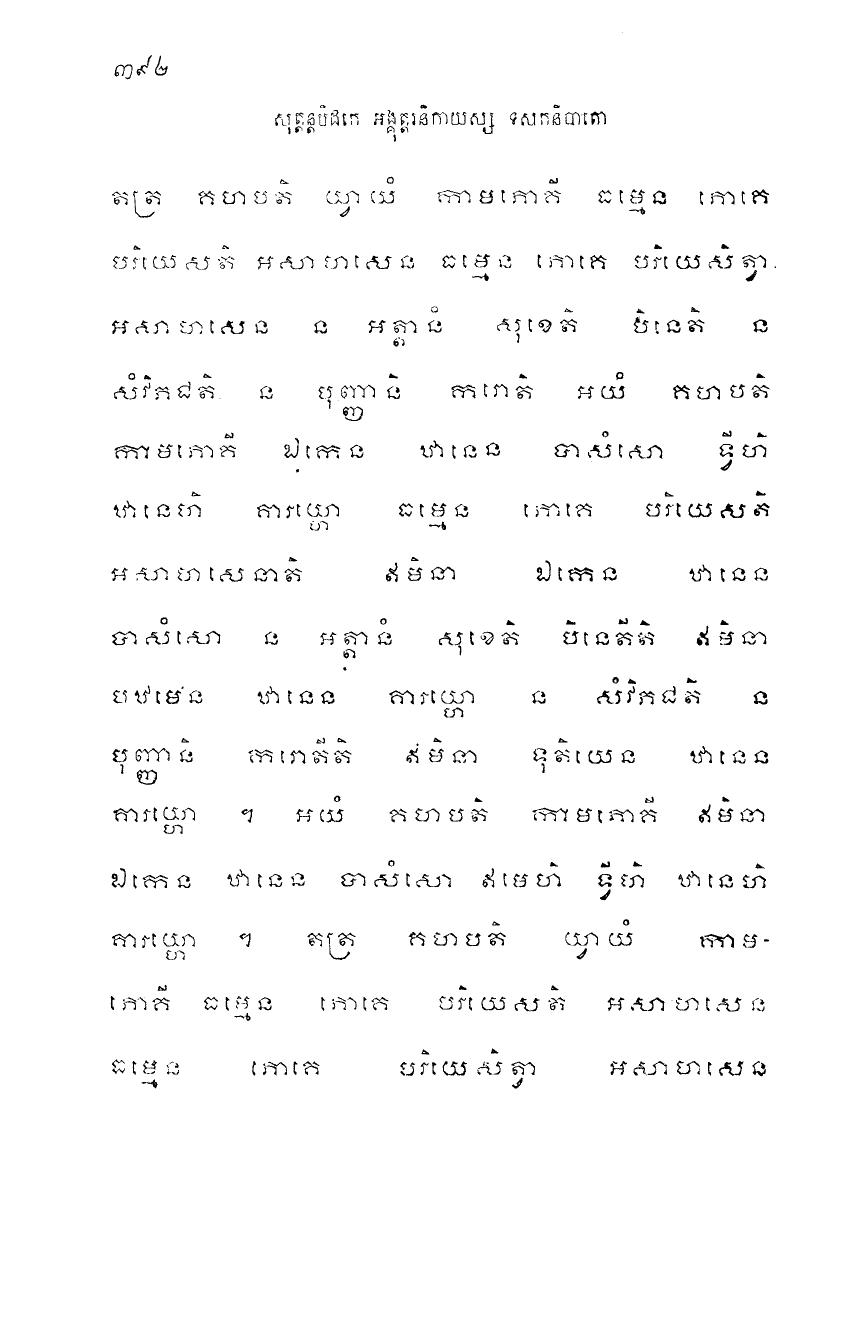 ៣៩២
សុត្តន្តបិដកេ អង្គុត្តរនិកាយស្ស ទសកនិបាតោ
តត្រ គហបតិ យ្វាយំ កាមភោគី ធម្មេន ភោគេ
បរិយេសតិ អសាហសេន ធម្មេន ភោគេ បរិយេសិត្វា
អសាហសេន ន អត្តានំ សុខេតិ បិនេតិ ន
សំវិភជតិ ន បុញ្ញានិ ករោតិ អយំ គហបតិ
កាមភោគី ឯកេន ឋានេន បាសំសោ ទ្វីហិ
ឋានេហិ គារយ្ហោ ធម្មេន ភោគេ បរិយេសតិ
អសាហសេនាតិ ឥមិនា ឯកេន ឋានេន
បាសំសោ ន អត្តានំ សុខេតិ បិនេតីតិ ឥមិនា
បឋមេន ឋានេន គារយ្ហោ ន សំវិភជតិ ន
បុញ្ញានិ ករោតីតិ ឥមិនា ទុតិយេន ឋានេន
គារយ្ហោ ។ អយំ គហបតិ កាមភោគី ឥមិនា
ឯកេន ឋានេន បាសំសោ ឥមេហិ ទ្វីហិ ឋានេហិ
គារយ្ហោ ។ តត្រ គហបតិ យ្វាយំ កាម-
ភោគី ធម្មេន ភោគេ បរិយេសតិ អសាហសេន
ធម្មេន ភោគេ បរិយេសិត្វា អសាហសេន